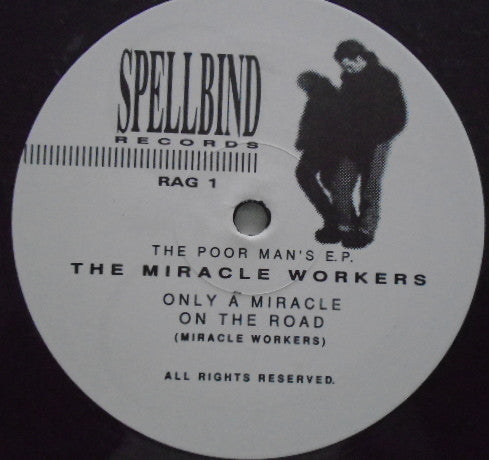 SPELLBIND
RECORDS
RAG 1
THE POOR MAN'S E.P.
THE MIRACLE WORKERS
ONLY A MIRACLE
ON THE ROAD
(MIRACLE WORKERS)
ALL RIGHTS RESERVED.